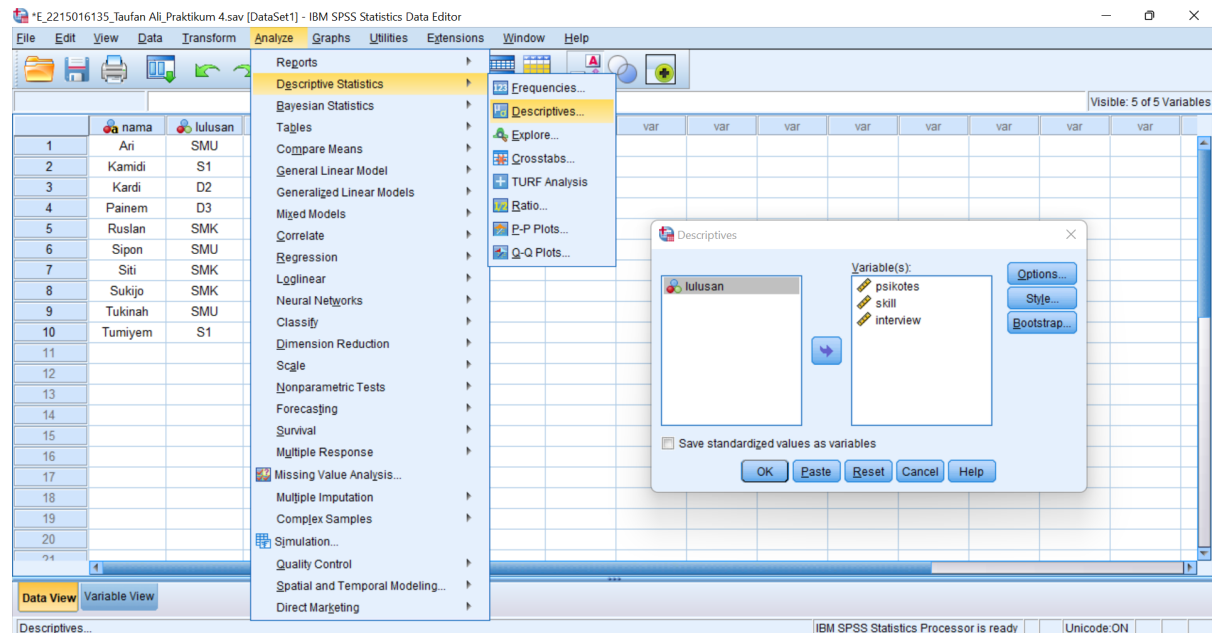 *E_2215016135_Taufan Ali_Praktikum 4.sav [DataSet1] - IBM SPSS Statistics Data Editor
File Edit View Data Transform Analyze Graphs Utilities Extensions Window Help
Visible: 5 of 5 Variables
nama lulusan var var var var var var var var
1 Ari SMU
2 Kamidi S1
3 Kardi D2
4 Painem D3
5 Ruslan SMK
6 Sipon SMU
7 Siti SMK
8 Sukijo SMK
9 Tukinah SMU
10 Tumiyem S1
11
12
13
14
15
16
17
18
19
20
21
Reports
Descriptive Statistics
Bayesian Statistics
Tables
Compare Means
General Linear Model
Generalized Linear Models
Mixed Models
Correlate
Regression
Loglinear
Neural Networks
Classify
Dimension Reduction
Scale
Nonparametric Tests
Forecasting
Survival
Multiple Response
Missing Value Analysis...
Multiple Imputation
Complex Samples
Simulation...
Quality Control
Spatial and Temporal Modeling...
Direct Marketing
123 Frequencies...
Descriptives...
Explore...
Crosstabs...
TURF Analysis
1/2 Ratio...
P-P Plots...
Q-Q Plots...
Descriptives
lulusan
Variable(s):
psikotes
skill
interview
Options...
Style...
Bootstrap...
Save standardized values as variables
OK Paste Reset Cancel Help
Data View Variable View
Descriptives... IBM SPSS Statistics Processor is ready Unicode:ON